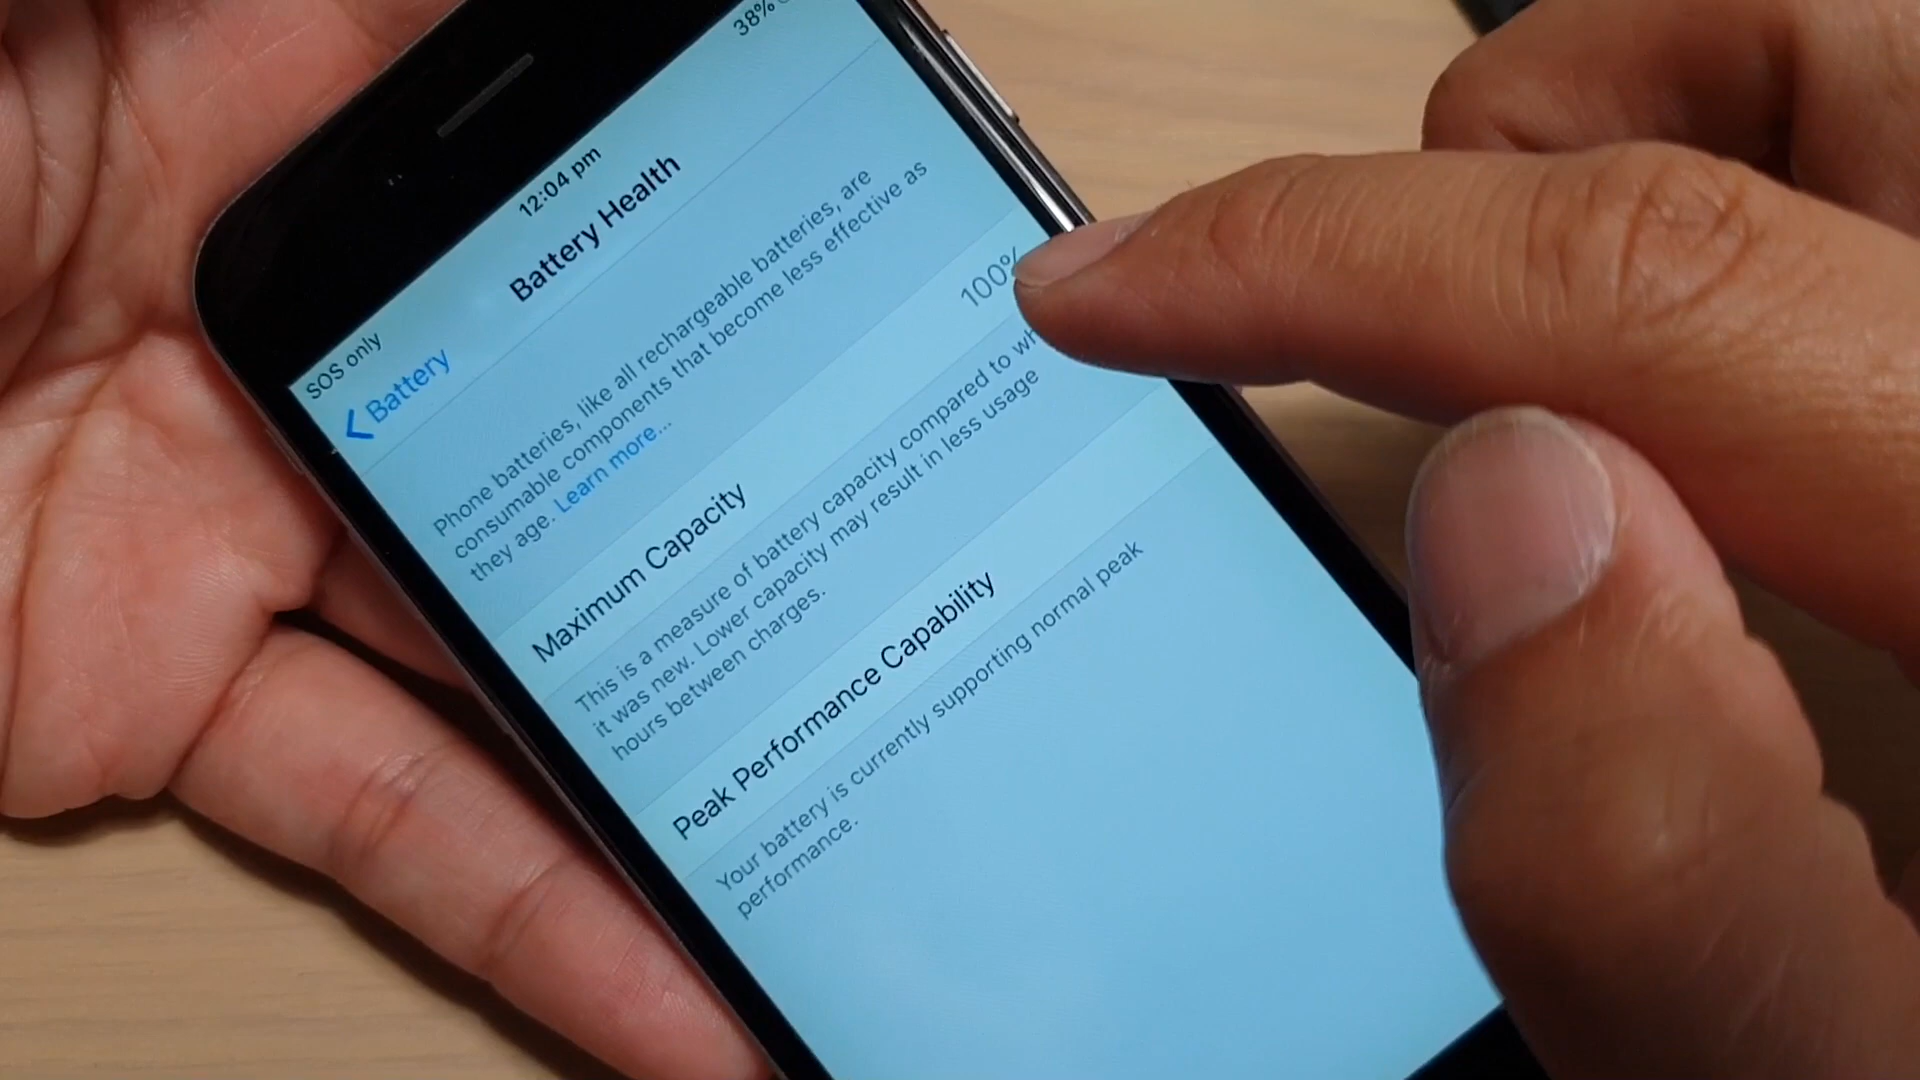 SOS only 12:04 pm 38%
Battery Battery Health
Phone batteries, like all rechargeable batteries, are
consumable components that become less effective as
they age. Learn more...
Maximum Capacity 100%
This is a measure of battery capacity compared to
it was new. Lower capacity may result in less usage
hours between charges.
Peak Performance Capability
Your battery is currently supporting normal peak
performance.